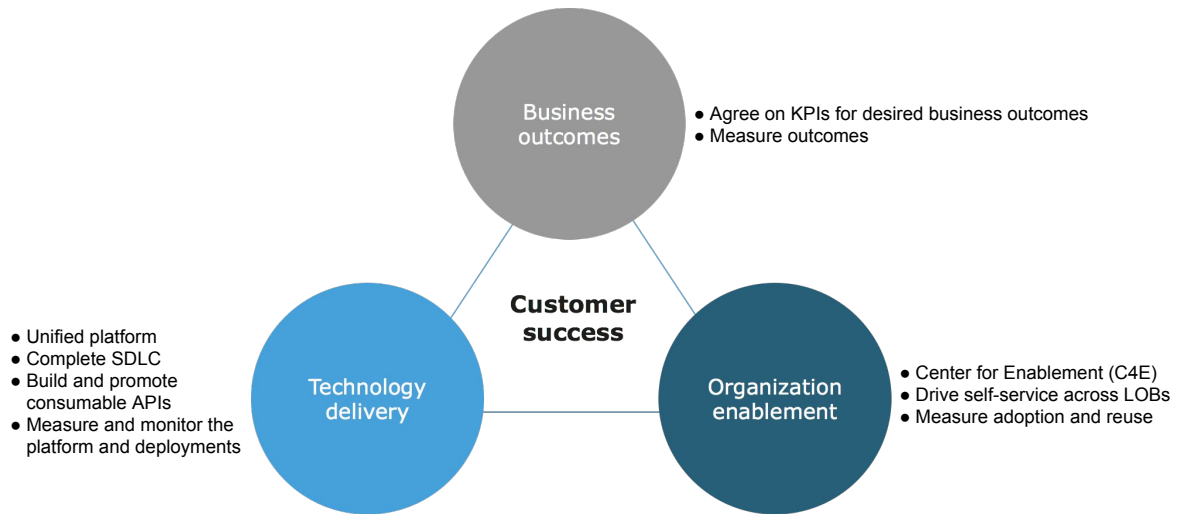 Business
outcomes
● Agree on KPIs for desired business outcomes
● Measure outcomes
Customer
success
● Unified platform
● Complete SDLC
● Build and promote
consumable APIs
● Measure and monitor the
platform and deployments
Technology
delivery
Organization
enablement
● Center for Enablement (C4E)
● Drive self-service across LOBs
● Measure adoption and reuse